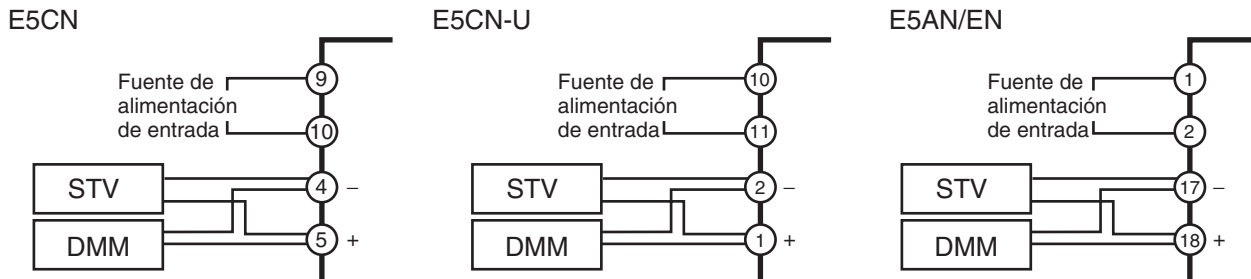 E5CN
Fuente de
alimentación
de entrada
9
10
STV
DMM
4 –
5 +
E5CN-U
Fuente de
alimentación
de entrada
10
11
STV
DMM
2 –
1 +
E5AN/EN
Fuente de
alimentación
de entrada
1
2
STV
DMM
17 –
18 +